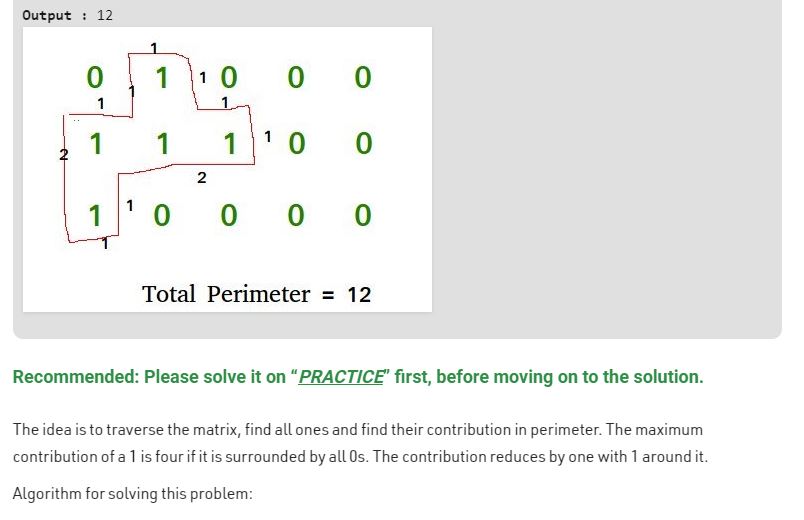 Output : 12
1
0 1 1 0 0 0
1 1 1
2 1 1 1 1 0 0
2
1 1 0 0 0 0
1
Total Perimeter = 12
Recommended: Please solve it on “PRACTICE” first, before moving on to the solution.
The idea is to traverse the matrix, find all ones and find their contribution in perimeter. The maximum
contribution of a 1 is four if it is surrounded by all 0s. The contribution reduces by one with 1 around it.
Algorithm for solving this problem: